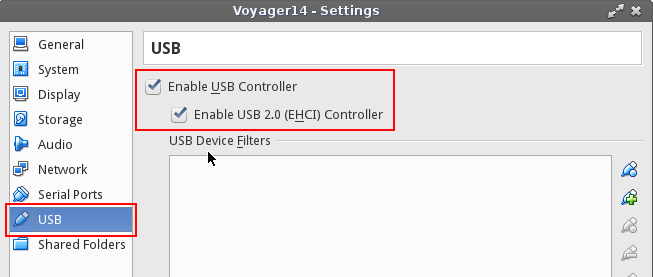 Voyager14 - Settings
General
System
Display
Storage
Audio
Network
Serial Ports
USB
Shared Folders
USB
Enable USB Controller
Enable USB 2.0 (EHCI) Controller
USB Device Filters